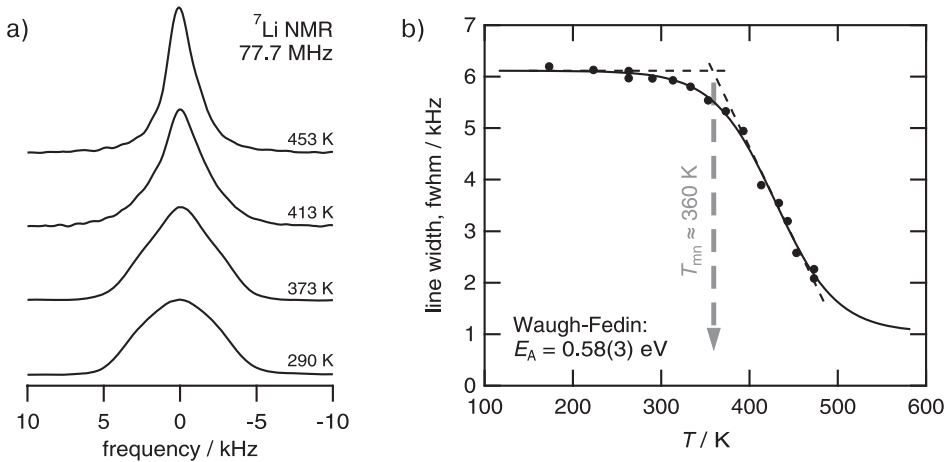 a)
⁷Li NMR
77.7 MHz
453 K
413 K
373 K
290 K
10 5 0 -5 -10
frequency / kHz
b)
7
6
5
4
3
2
1
0
line width, fwhm / kHz
Tmn ≈ 360 K
Waugh-Fedin:
EA = 0.58(3) eV
100 200 300 400 500 600
T / K